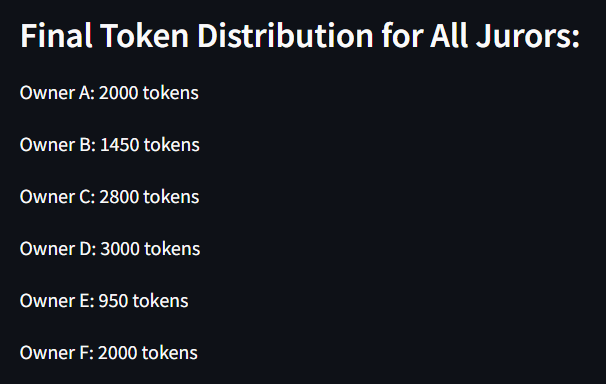 Final Token Distribution for All Jurors:
Owner A: 2000 tokens
Owner B: 1450 tokens
Owner C: 2800 tokens
Owner D: 3000 tokens
Owner E: 950 tokens
Owner F: 2000 tokens